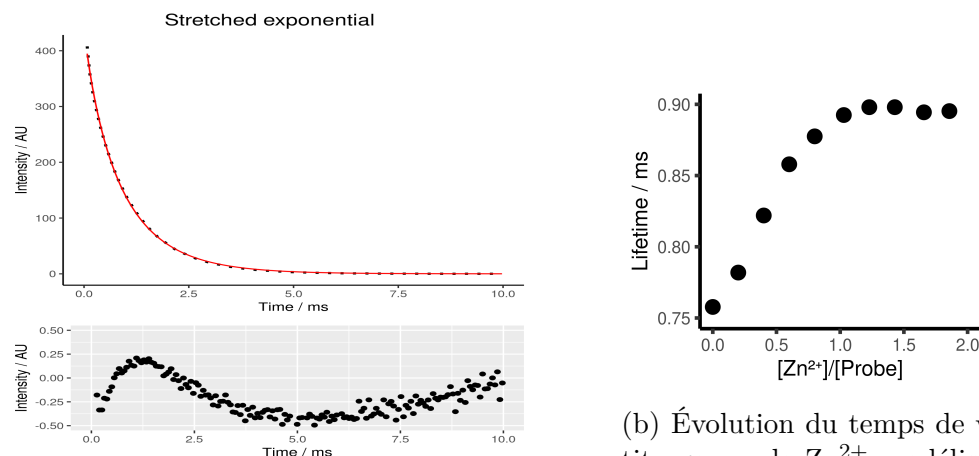 Stretched exponential
400
300
200
100
0
Intensity / AU
0.0 2.5 5.0 7.5 10.0
Time / ms
0.50
0.25
0.00
-0.25
-0.50
Intensity / AU
0.0 2.5 5.0 7.5 10.0
Time / ms
0.90
0.85
0.80
0.75
Lifetime / ms
0.0 0.5 1.0 1.5 2.0
[Zn²⁺]/[Probe]
(b) Évolution du temps de